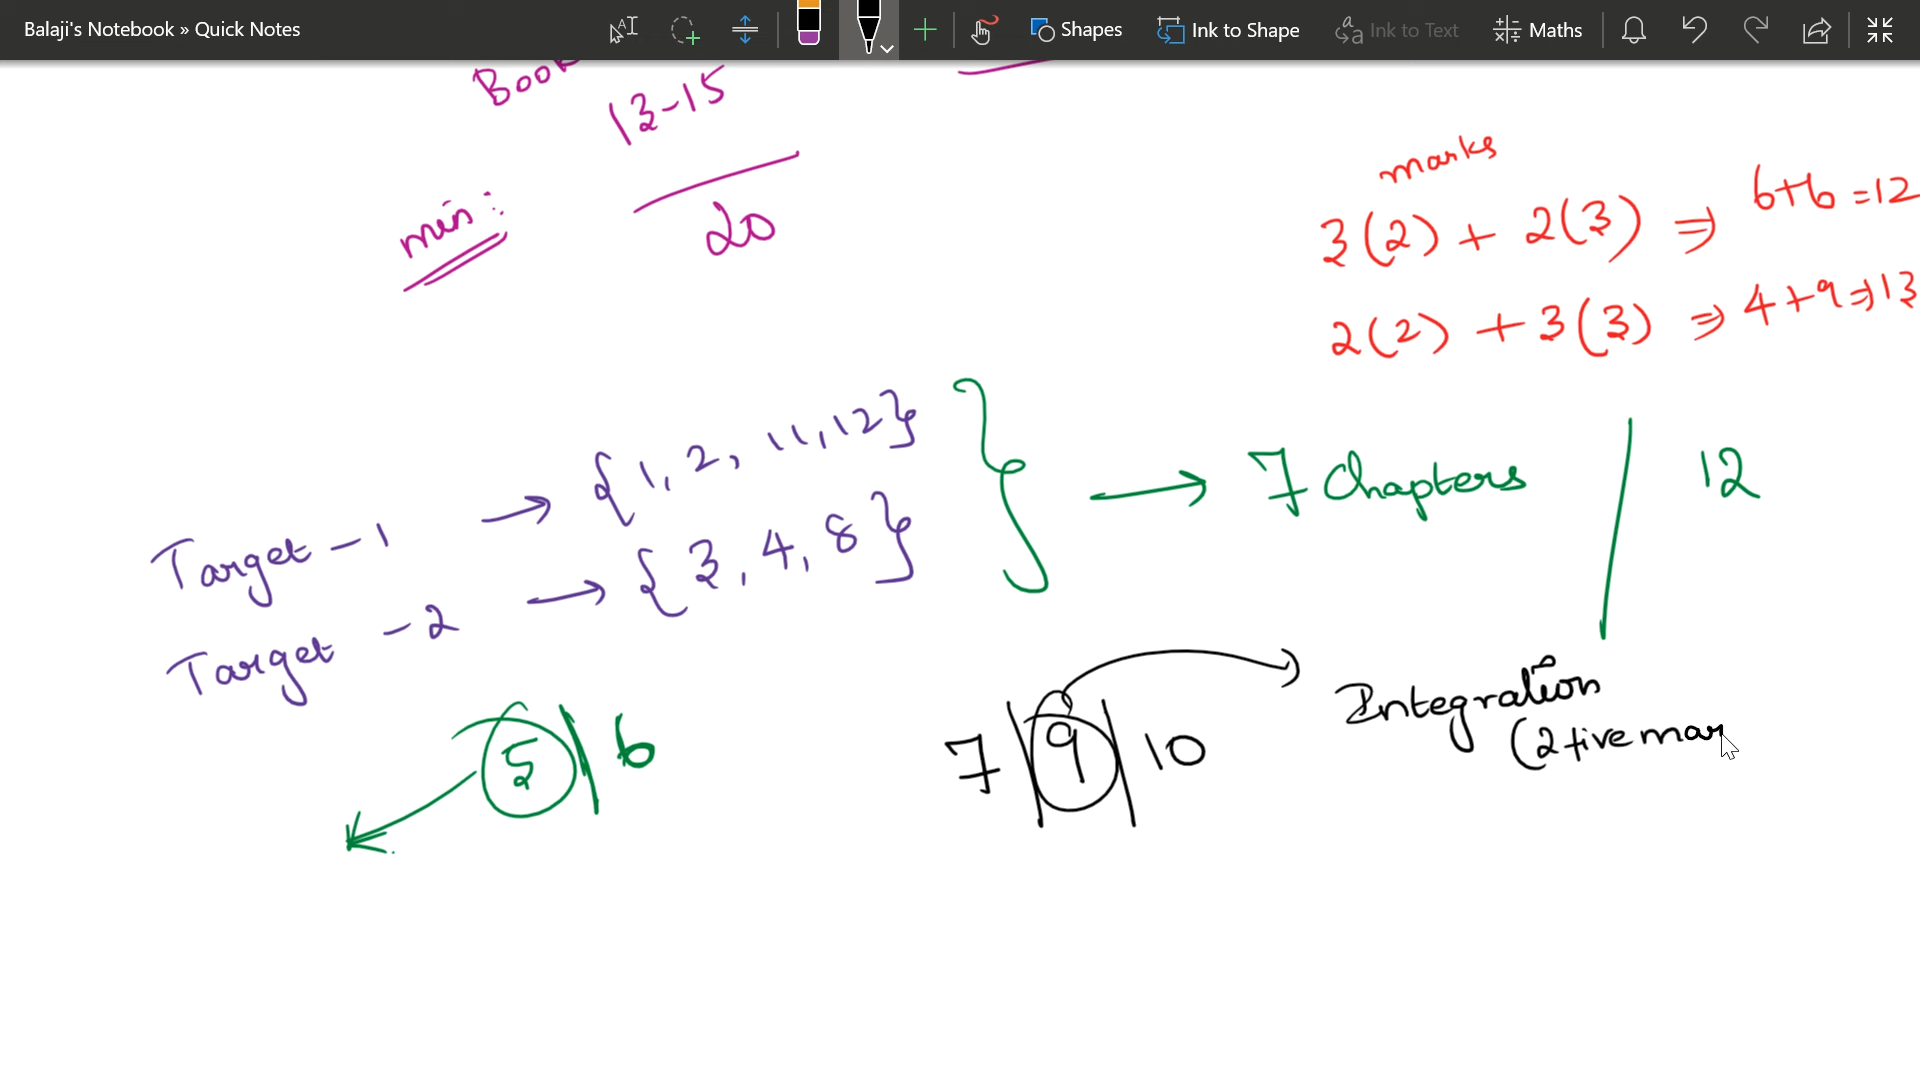 Balaji's Notebook » Quick Notes
Shapes
Ink to Shape
Ink to Text
Maths
Book
13-15
20
min:
marks
3(2) + 2(3) ⇒ 6+6=12
2(2) + 3(3) ⇒ 4+9⇒13
Target-1 → {1, 2, 11, 12}
Target-2 → {3, 4, 8}
→ 7 Chapters | 12
5 | 6
7 | 9 | 10
Integration
(2 five mar